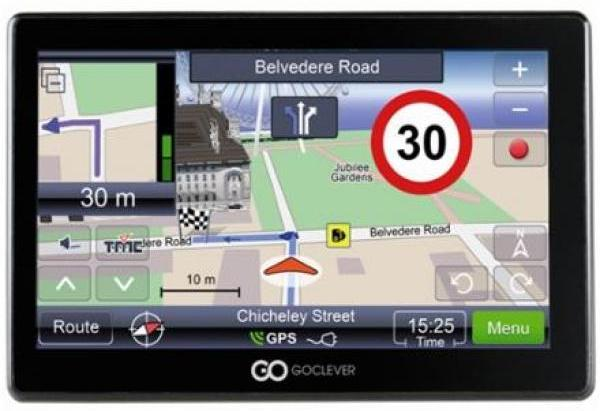 Belvedere Road
+
30
-
Jubilee
Gardens
30 m
TMC
dere Road
Belvedere Road
N
10 m
Route
Chicheley Street
GPS
15:25
Time
Menu
GO GOCLEVER